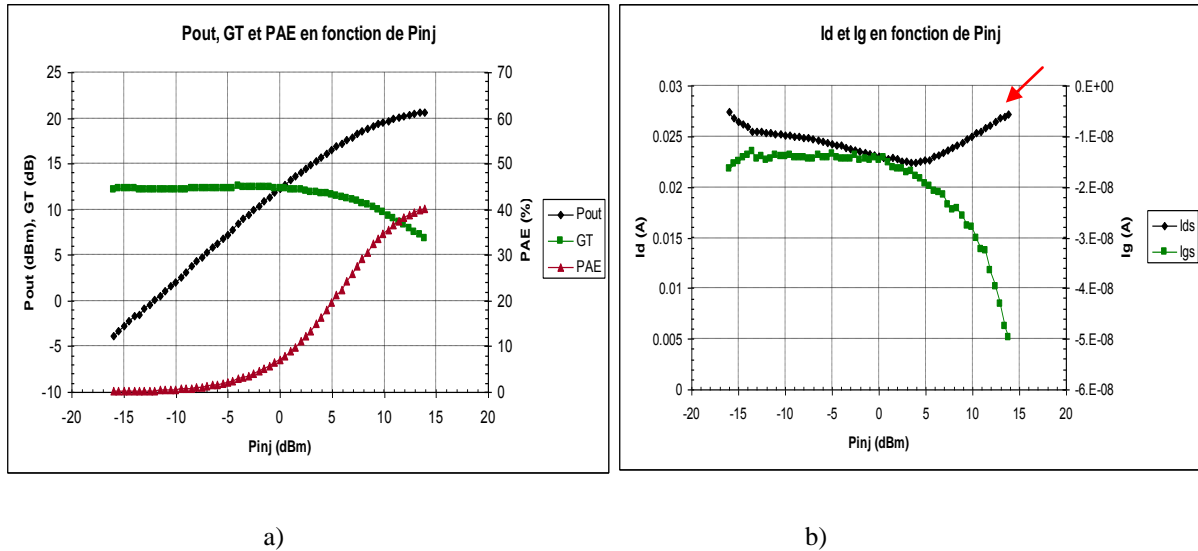 Pout, GT et PAE en fonction de Pinj
25
20
15
10
5
0
-5
-10
Pout (dBm), GT (dB)
70
60
50
40
30
20
10
0
PAE (%)
-20 -15 -10 -5 0 5 10 15 20
Pinj (dBm)
Pout
GT
PAE
a)
Id et Ig en fonction de Pinj
0.03
0.025
0.02
0.015
0.01
0.005
0
Id (A)
0.E+00
-1.E-08
-2.E-08
-3.E-08
-4.E-08
-5.E-08
-6.E-08
Ig (A)
-20 -15 -10 -5 0 5 10 15 20
Pinj (dBm)
Ids
Igs
b)